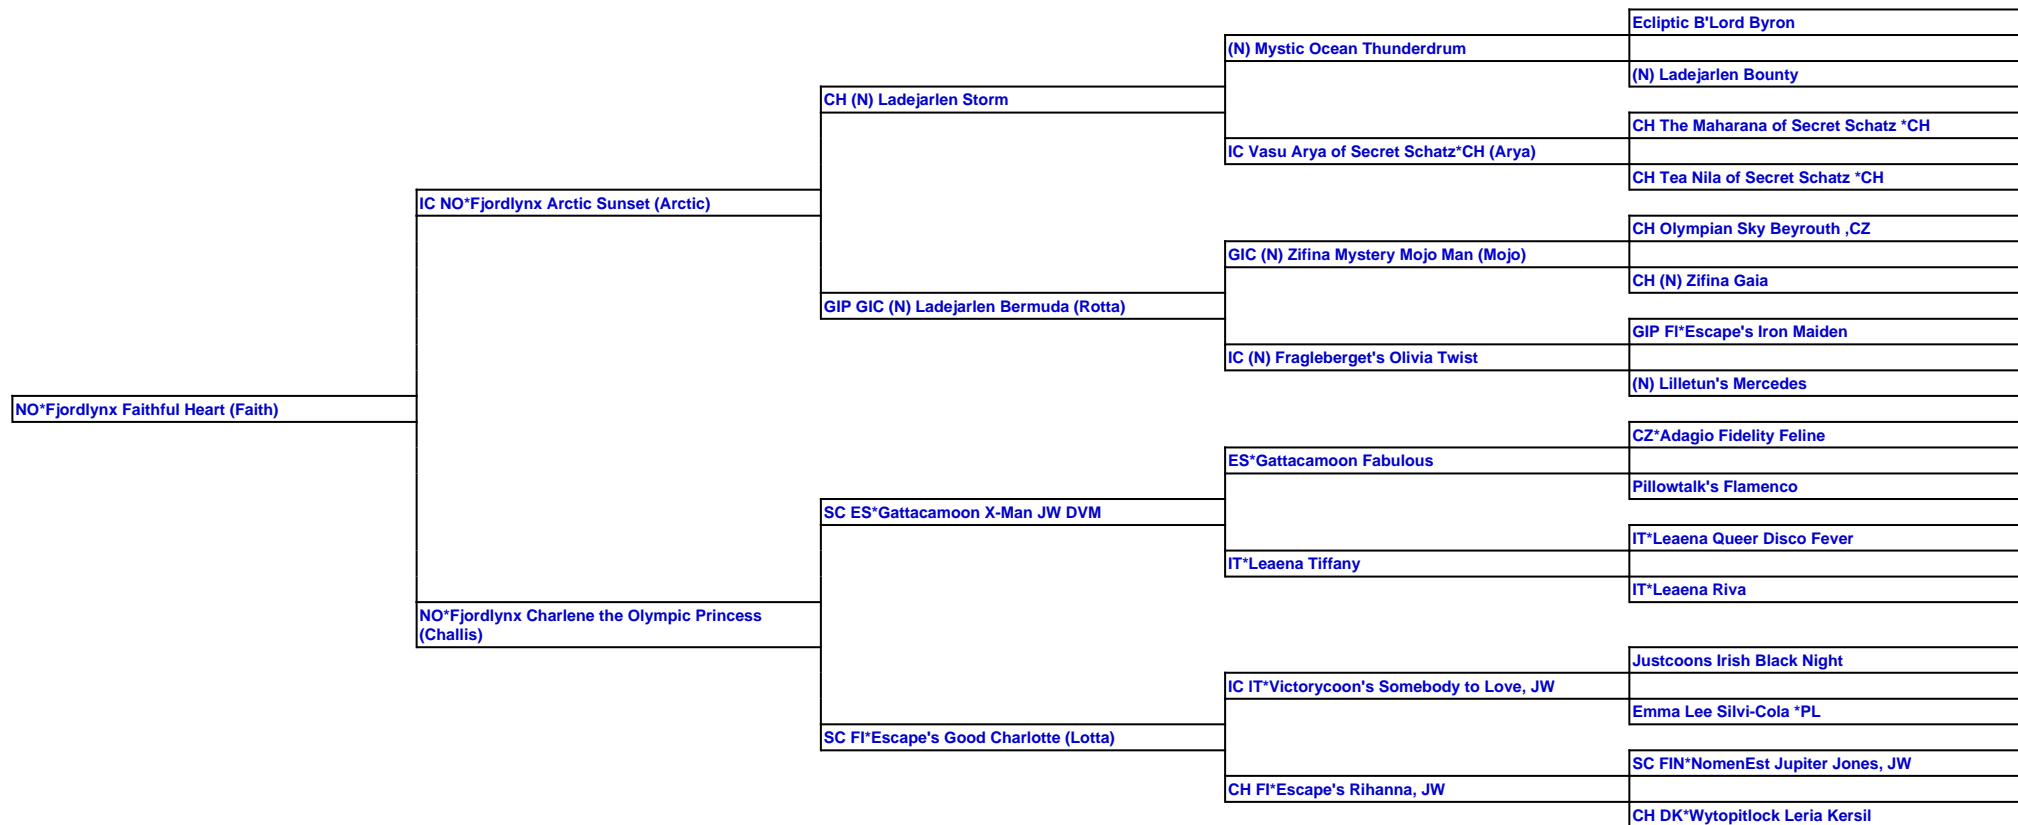 Ecliptic B'Lord Byron
(N) Mystic Ocean Thunderdrum
(N) Ladejarlen Bounty
CH (N) Ladejarlen Storm
CH The Maharana of Secret Schatz *CH
IC Vasu Arya of Secret Schatz*CH (Arya)
CH Tea Nila of Secret Schatz *CH
IC NO*Fjordlynx Arctic Sunset (Arctic)
CH Olympian Sky Beyrouth ,CZ
GIC (N) Zifina Mystery Mojo Man (Mojo)
CH (N) Zifina Gaia
GIP GIC (N) Ladejarlen Bermuda (Rotta)
GIP FI*Escape's Iron Maiden
IC (N) Fragleberget's Olivia Twist
(N) Lilletun's Mercedes
NO*Fjordlynx Faithful Heart (Faith)
CZ*Adagio Fidelity Feline
ES*Gattacamoon Fabulous
Pillowtalk's Flamenco
SC ES*Gattacamoon X-Man JW DVM
IT*Leaena Queer Disco Fever
IT*Leaena Tiffany
IT*Leaena Riva
NO*Fjordlynx Charlene the Olympic Princess
(Challis)
Justcoons Irish Black Night
IC IT*Victorycoon's Somebody to Love, JW
Emma Lee Silvi-Cola *PL
SC FI*Escape's Good Charlotte (Lotta)
SC FIN*NomenEst Jupiter Jones, JW
CH FI*Escape's Rihanna, JW
CH DK*Wytopitlock Leria Kersil